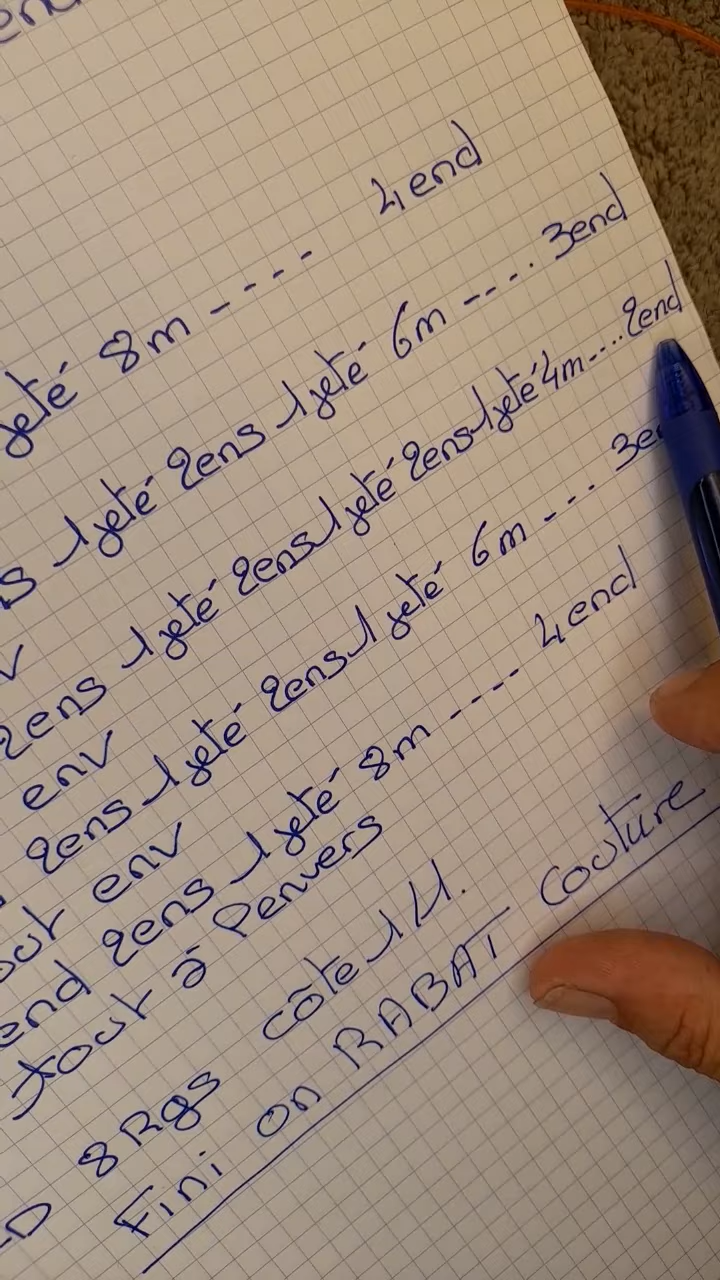 end
jeté 8m ---- 4end
s 1 jeté 2ens 1 jeté 6m ---- 3end
v
2ens 1 jeté 2ens 1 jeté 2ens 1 jeté 4m --... 2end
env
2ens 1 jeté 2ens 1 jeté 6m --- 3e
out env
end 2ens 1 jeté 8m ---- 4end
tout à l'envers
8 Rgs côte 1/1.
Fini on RABAT couture